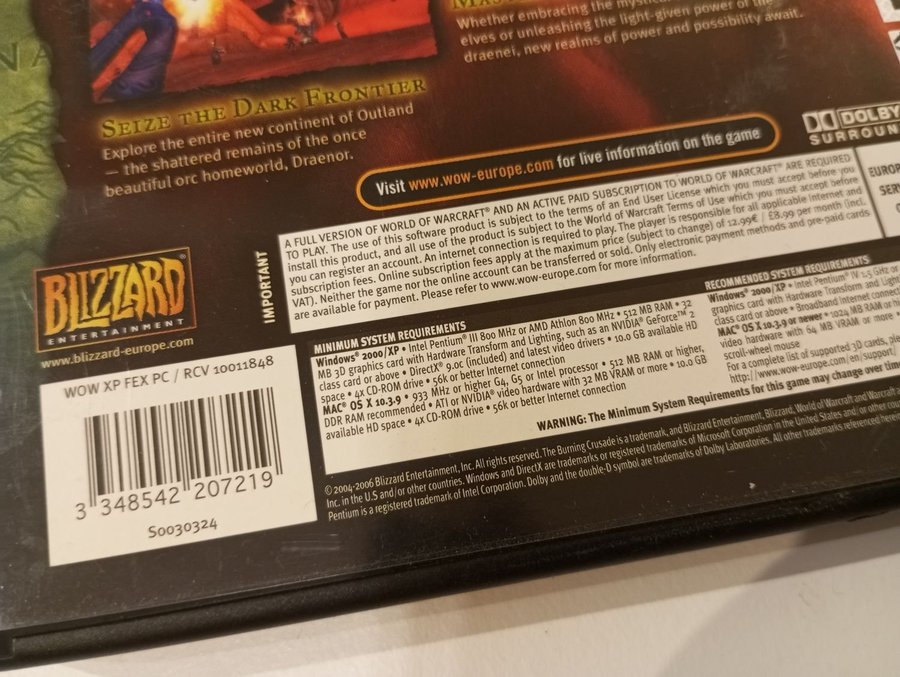 NA
MAST
Whether embracing the mystical
elves or unleashing the light-given power of the
draenei, new realms of power and possibility await.
SEIZE THE DARK FRONTIER
Explore the entire new continent of Outland
— the shattered remains of the once
beautiful orc homeworld, Draenor.
DOLBY
SURROUN
Visit www.wow-europe.com for live information on the game
IMPORTANT
A FULL VERSION OF WORLD OF WARCRAFT® AND AN ACTIVE PAID SUBSCRIPTION TO WORLD OF WARCRAFT® ARE REQUIRED
TO PLAY. The use of this software product is subject to the terms of an End User License which you must accept before you
install this product, and all use of the product is subject to the World of Warcraft Terms of Use which you must accept before
you can register an account. An internet connection is required to play. The player is responsible for all applicable internet and
subscription fees. Online subscription fees apply at the maximum price (subject to change) of 12.99€ / £8.99 per month (incl.
VAT). Neither the game nor the online account can be transferred or sold. Only electronic payment methods and pre-paid cards
are available for payment. Please refer to www.wow-europe.com for more information.
EUROP
SER
BLIZZARD®
ENTERTAINMENT
www.blizzard-europe.com
MINIMUM SYSTEM REQUIREMENTS
Windows® 2000/XP • Intel Pentium® III 800 MHz or AMD Athlon 800 MHz • 512 MB RAM • 32
MB 3D graphics card with Hardware Transform and Lighting, such as an NVIDIA® GeForce™ 2
class card or above • DirectX® 9.0c (included) and latest video drivers • 10.0 GB available HD
space • 4X CD-ROM drive • 56k or better Internet connection
MAC® OS X 10.3.9 • 933 MHz or higher G4, G5 or Intel processor • 512 MB RAM or higher,
DDR RAM recommended • ATI or NVIDIA® video hardware with 32 MB VRAM or more • 10.0 GB
available HD space • 4X CD-ROM drive • 56k or better Internet connection
RECOMMENDED SYSTEM REQUIREMENTS
Windows® 2000/XP • Intel Pentium® IV 1.5 GHz or
graphics card with Hardware Transform and Light
class card or above • Broadband Internet connec
MAC® OS X 10.3.9 or newer • 1024 MB RAM
video hardware with 64 MB VRAM or more •
scroll-wheel mouse
For a complete list of supported 3D cards, ple
http://www.wow-europe.com/en/support/
WARNING: The Minimum System Requirements for this game may change over time
WOW XP FEX PC / RCV 10011848
3 348542 207219
S0030324
© 2004-2006 Blizzard Entertainment, Inc. All rights reserved. The Burning Crusade is a trademark, and Blizzard Entertainment, Blizzard, World of Warcraft and Warcraft a
Inc. in the U.S and/or other countries. Windows and DirectX are trademarks or registered trademarks of Microsoft Corporation in the United States and/or other coun
Pentium is a registered trademark of Intel Corporation. Dolby and the double-D symbol are trademarks of Dolby Laboratories. All other trademarks referenced herei